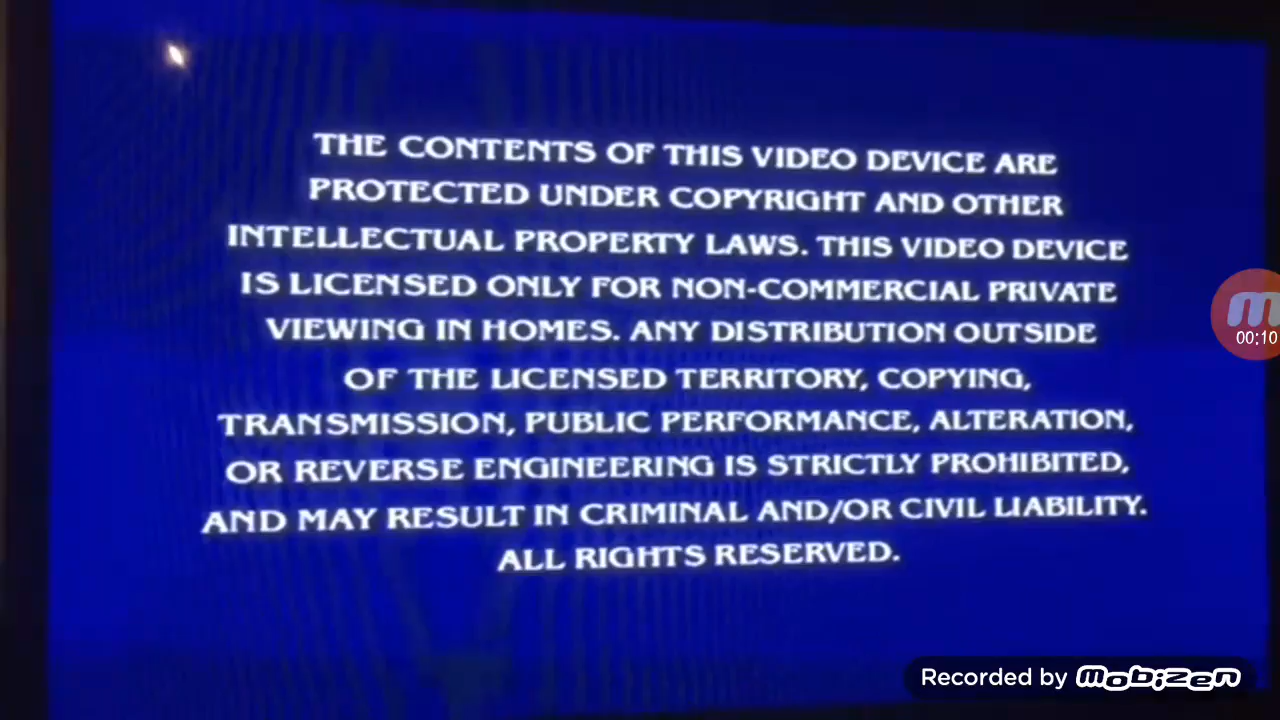 THE CONTENTS OF THIS VIDEO DEVICE ARE
PROTECTED UNDER COPYRIGHT AND OTHER
INTELLECTUAL PROPERTY LAWS. THIS VIDEO DEVICE
IS LICENSED ONLY FOR NON-COMMERCIAL PRIVATE
VIEWING IN HOMES. ANY DISTRIBUTION OUTSIDE
OF THE LICENSED TERRITORY, COPYING,
TRANSMISSION, PUBLIC PERFORMANCE, ALTERATION,
OR REVERSE ENGINEERING IS STRICTLY PROHIBITED,
AND MAY RESULT IN CRIMINAL AND/OR CIVIL LIABILITY.
ALL RIGHTS RESERVED.
m
00:10
Recorded by mobizen